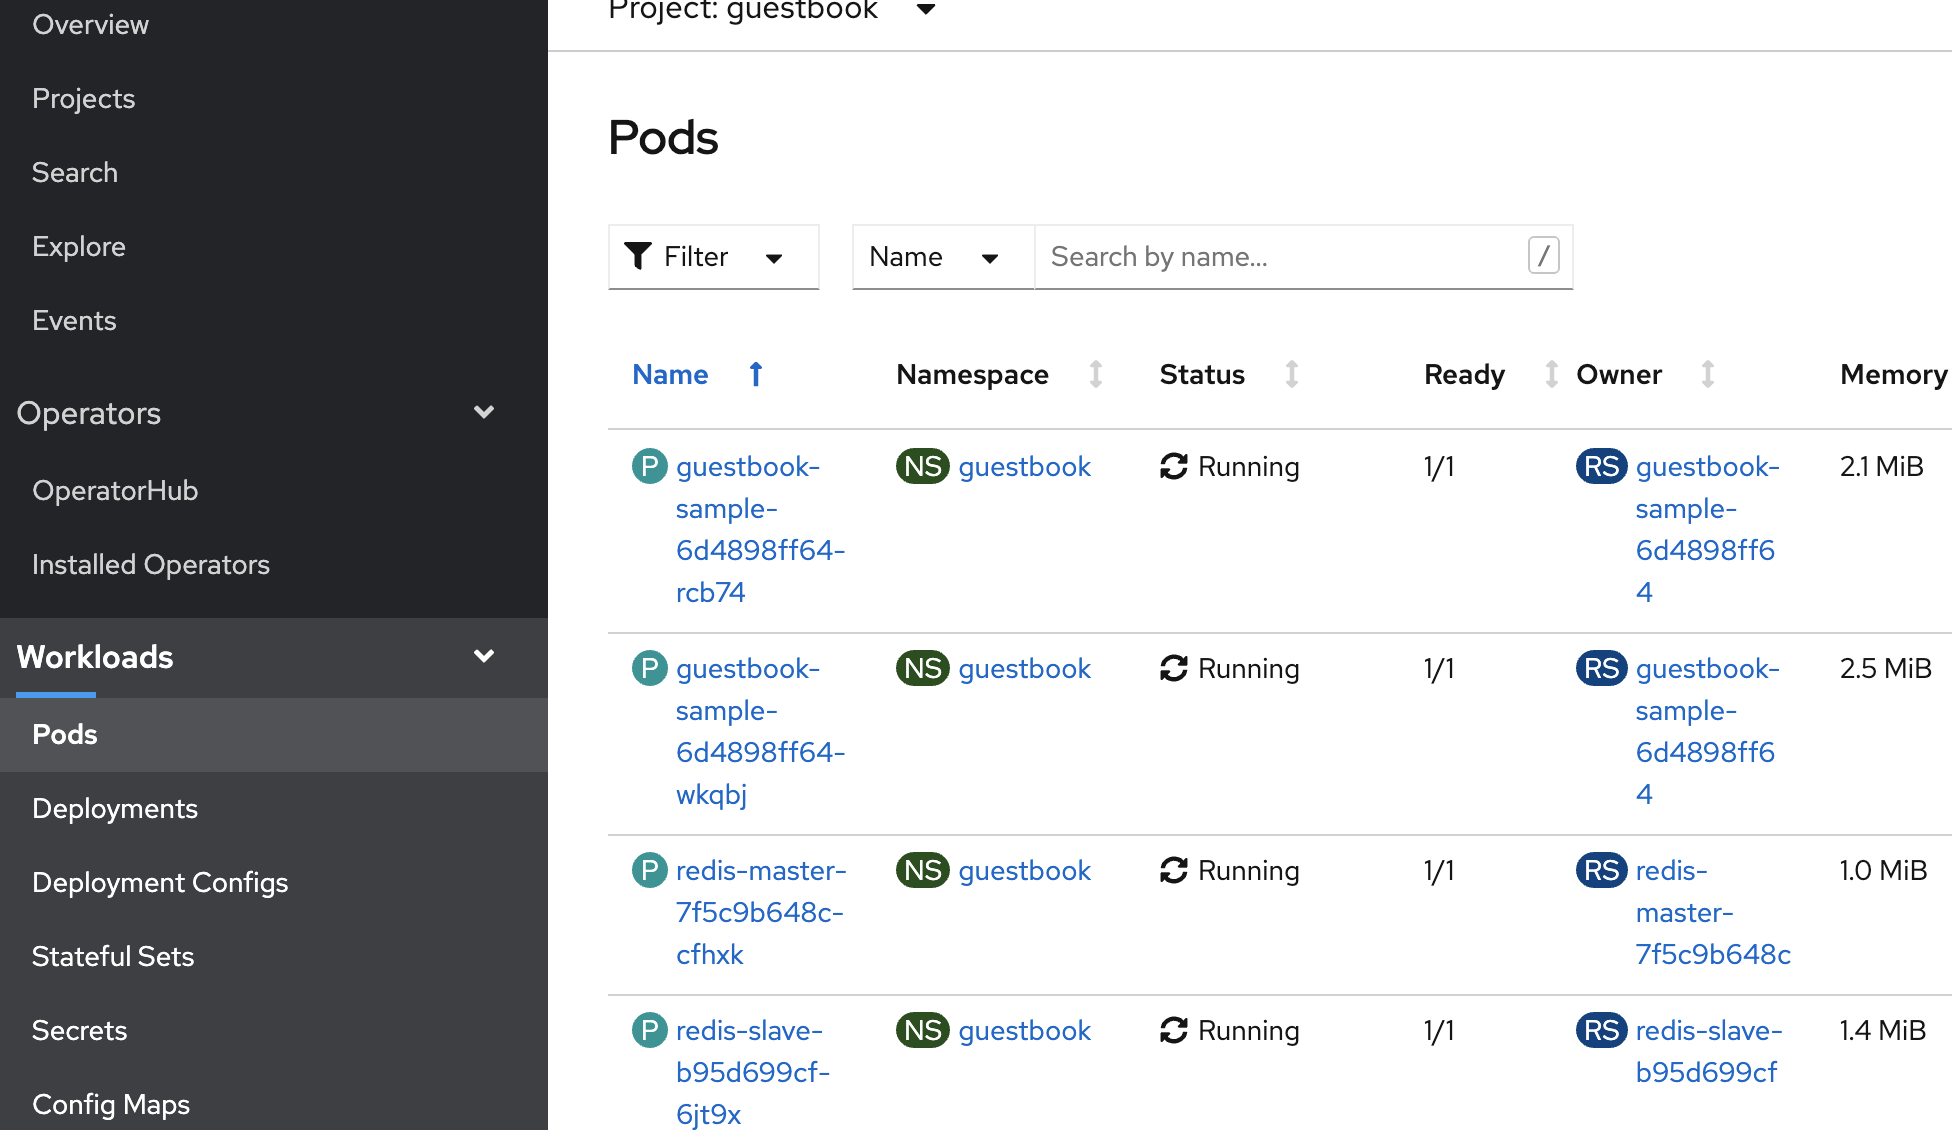 Overview
Projects
Search
Explore
Events
Operators
OperatorHub
Installed Operators
Workloads
Pods
Deployments
Deployment Configs
Stateful Sets
Secrets
Config Maps
Project: guestbook
Pods
Filter
Name
Search by name...
/
Name Namespace Status Ready Owner Memory
P guestbook-
sample-
6d4898ff64-
rcb74
NS guestbook
Running
1/1
RS guestbook-
sample-
6d4898ff6
4
2.1 MiB
P guestbook-
sample-
6d4898ff64-
wkqbj
NS guestbook
Running
1/1
RS guestbook-
sample-
6d4898ff6
4
2.5 MiB
P redis-master-
7f5c9b648c-
cfhxk
NS guestbook
Running
1/1
RS redis-
master-
7f5c9b648c
1.0 MiB
P redis-slave-
b95d699cf-
6jt9x
NS guestbook
Running
1/1
RS redis-slave-
b95d699cf
1.4 MiB